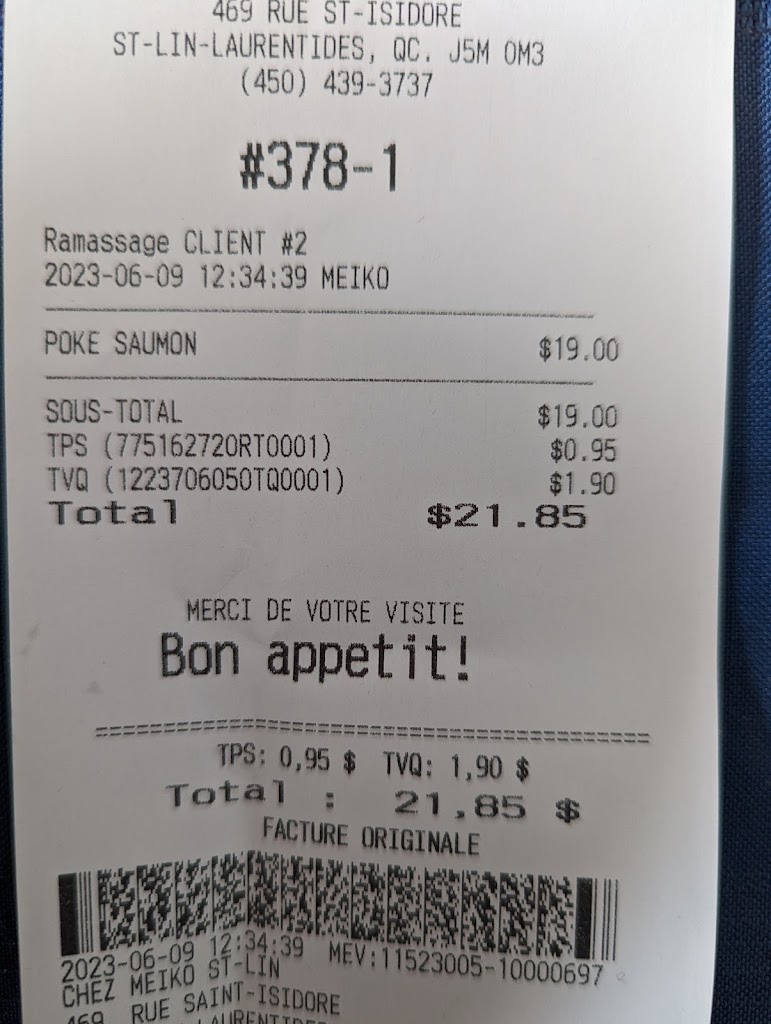 469 RUE ST-ISIDORE
ST-LIN-LAURENTIDES, QC. J5M 0M3
(450) 439-3737
#378-1
Ramassage CLIENT #2
2023-06-09 12:34:39 MEIKO
POKE SAUMON $19.00
SOUS-TOTAL $19.00
TPS (775162720RT0001) $0.95
TVQ (1223706050TQ0001) $1.90
Total $21.85
MERCI DE VOTRE VISITE
Bon appetit!
TPS: 0,95 $ TVQ: 1,90 $
Total : 21,85 $
FACTURE ORIGINALE
2023-06-09 12:34:39 MEV:11523005-10000697
CHEZ MEIKO ST-LIN
469 RUE SAINT-ISIDORE
LAURENTIDES